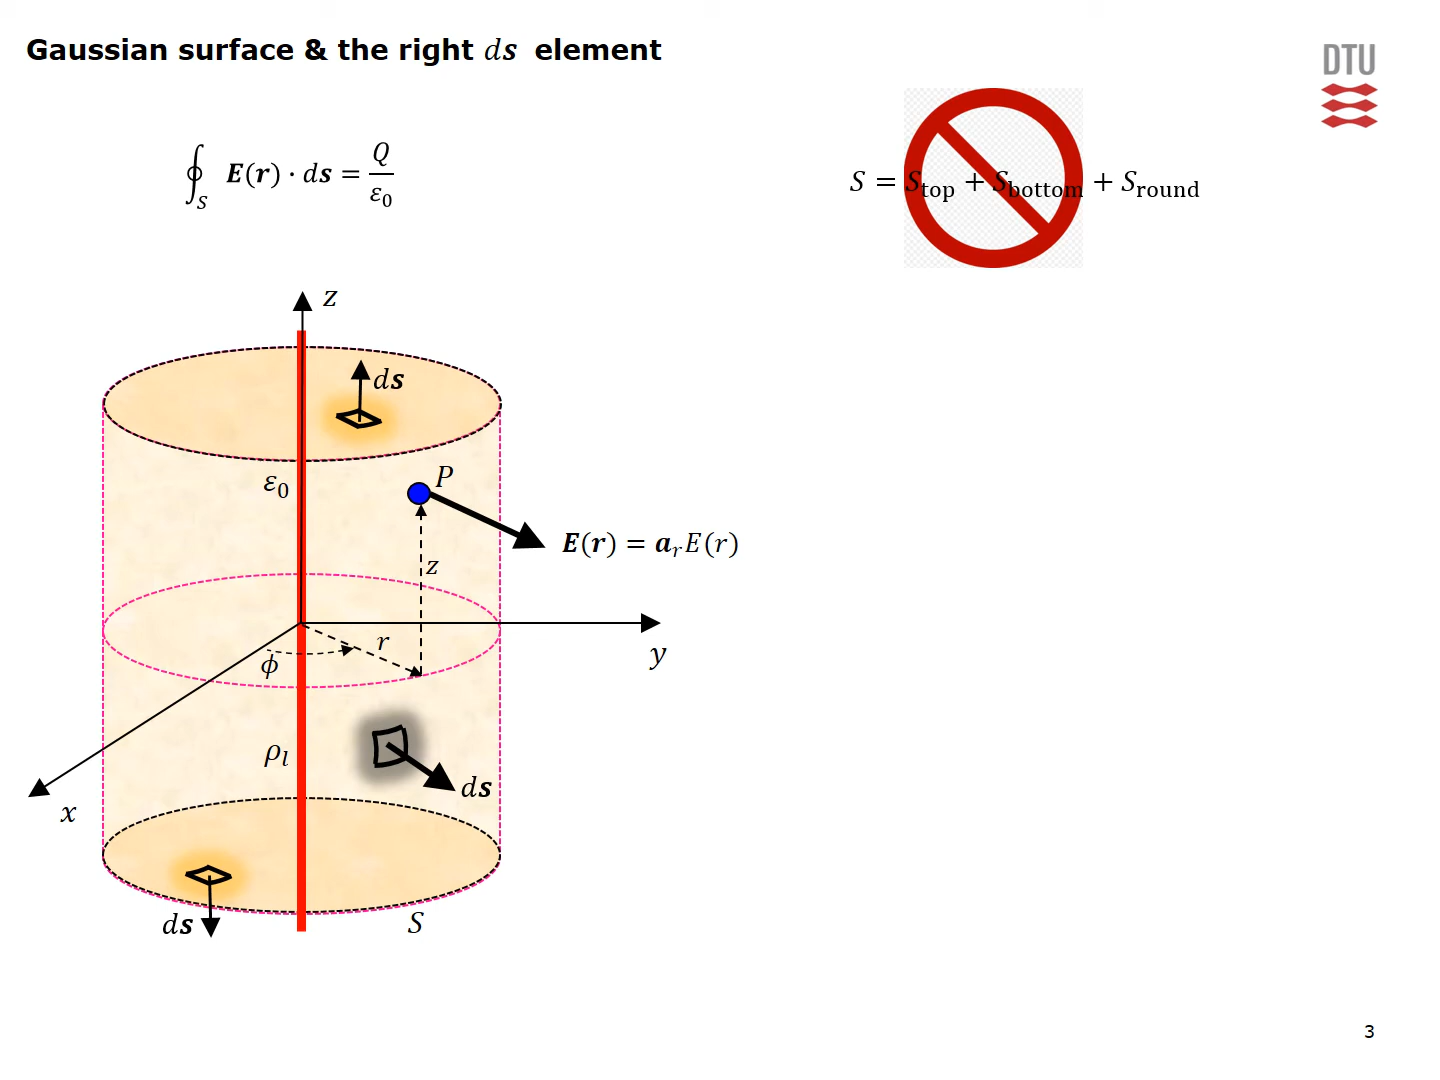 Gaussian surface & the right d𝒔 element
DTU
∮_S 𝑬(𝒓) · d𝒔 = Q/ε₀
S = S_top + S_bottom + S_round
z
d𝒔
ε₀
P
𝑬(𝒓) = 𝒂_r E(r)
z
r
ϕ
y
ρ_l
d𝒔
x
d𝒔
S
3